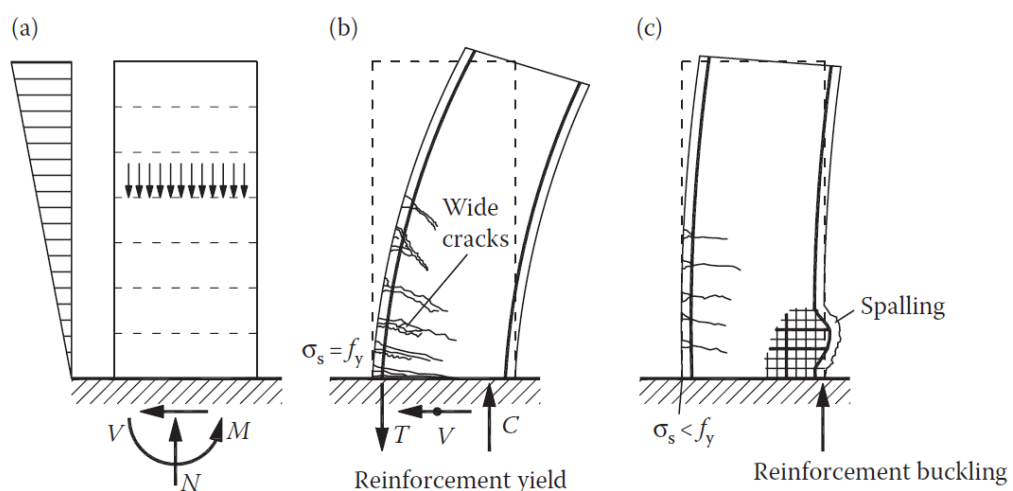 (a)
(b)
(c)
Wide
cracks
Spalling
σs = fy
σs < fy
V
M
N
T
V
C
Reinforcement yield
Reinforcement buckling